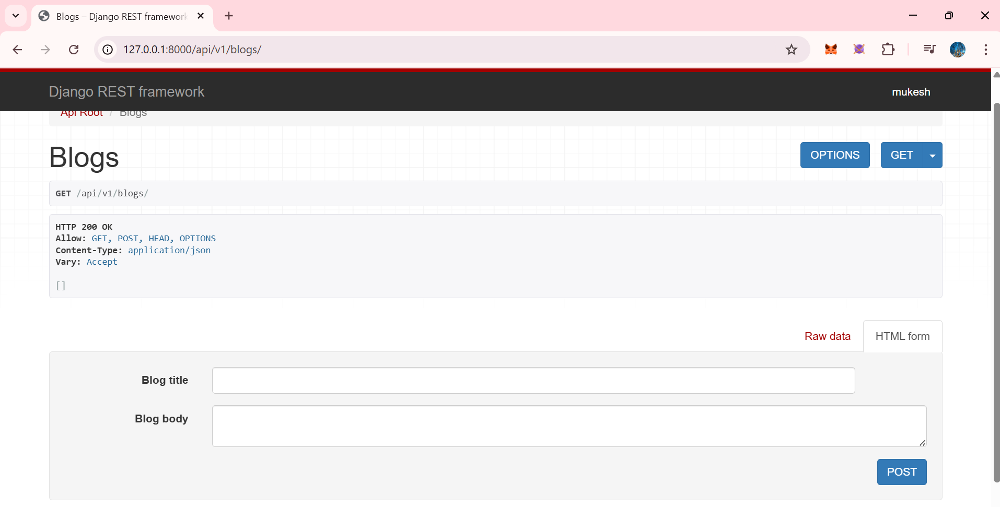 Blogs – Django REST framework
127.0.0.1:8000/api/v1/blogs/
Django REST framework
mukesh
Api Root / Blogs
Blogs
OPTIONS
GET
GET /api/v1/blogs/
HTTP 200 OK
Allow: GET, POST, HEAD, OPTIONS
Content-Type: application/json
Vary: Accept
[]
Raw data
HTML form
Blog title
Blog body
POST